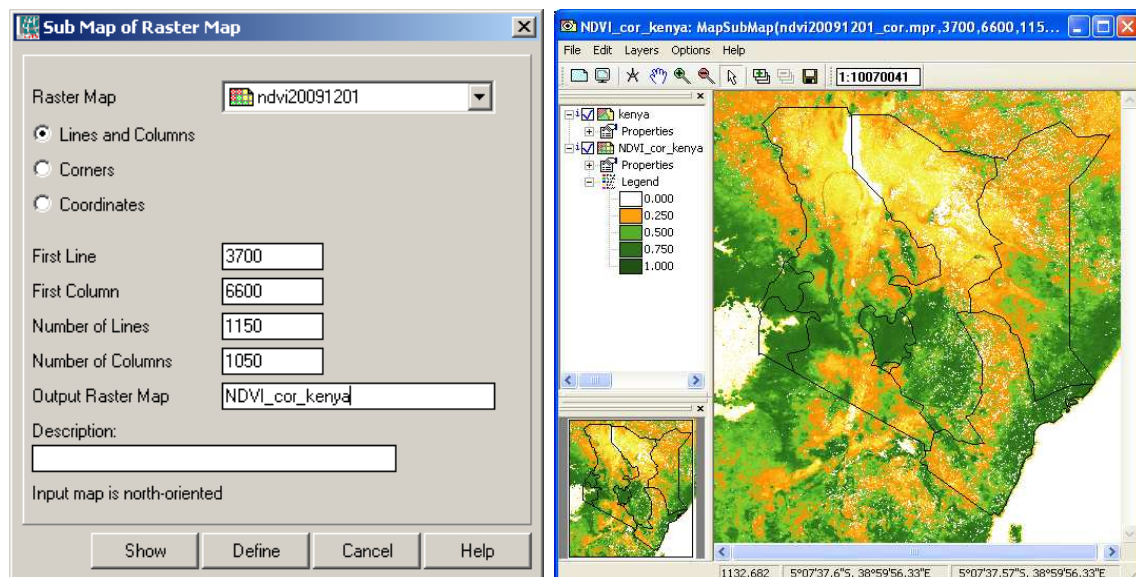 Sub Map of Raster Map
Raster Map
ndvi20091201
Lines and Columns
Corners
Coordinates
First Line 3700
First Column 6600
Number of Lines 1150
Number of Columns 1050
Output Raster Map NDVI_cor_kenya
Description:
Input map is north-oriented
Show Define Cancel Help
NDVI_cor_kenya: MapSubMap(ndvi20091201_cor.mpr,3700,6600,115...
File Edit Layers Options Help
1:10070041
kenya
Properties
NDVI_cor_kenya
Properties
Legend
0.000
0.250
0.500
0.750
1.000
1132,682 5°07'37.6"S, 38°59'56.33"E 5°07'37.57"S, 38°59'56.33"E